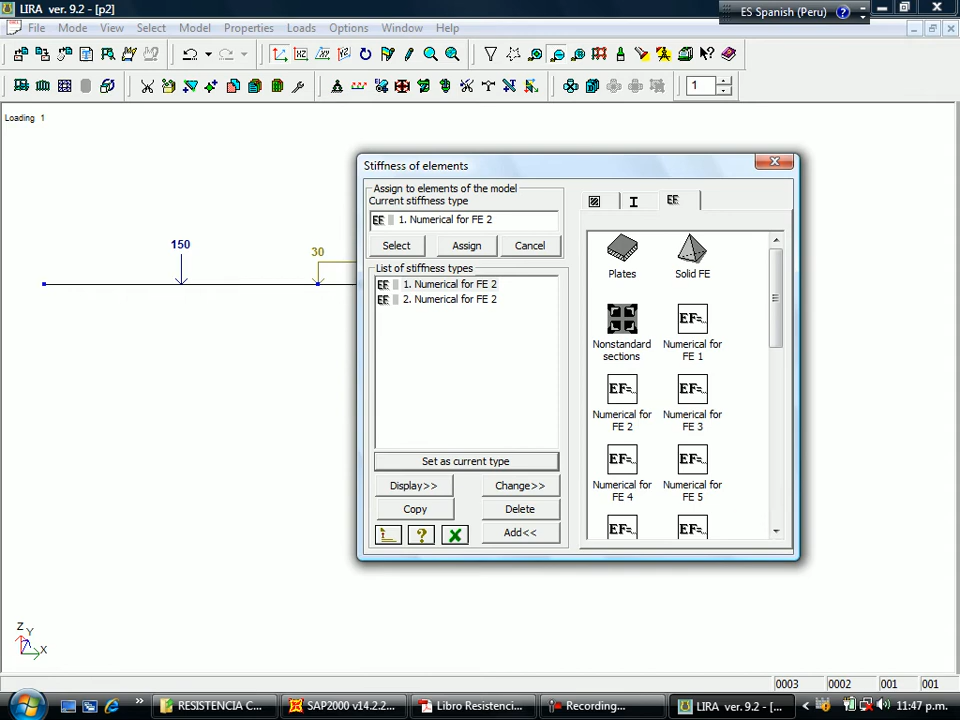 LIRA ver. 9.2 - [p2]
ES Spanish (Peru)
File Mode View Select Model Properties Loads Options Window Help
1
Loading 1
150
30
Stiffness of elements
Assign to elements of the model
Current stiffness type
1. Numerical for FE 2
Select Assign Cancel
List of stiffness types
1. Numerical for FE 2
2. Numerical for FE 2
Set as current type
Display>> Change>>
Copy Delete
Add<<
Plates Solid FE
Nonstandard sections
Numerical for FE 1
Numerical for FE 2
Numerical for FE 3
Numerical for FE 4
Numerical for FE 5
Z
Y
X
0003 0002 001 001
RESISTENCIA C...
SAP2000 v14.2.2...
Libro Resistenci...
Recording...
LIRA ver. 9.2 - [...
11:47 p.m.